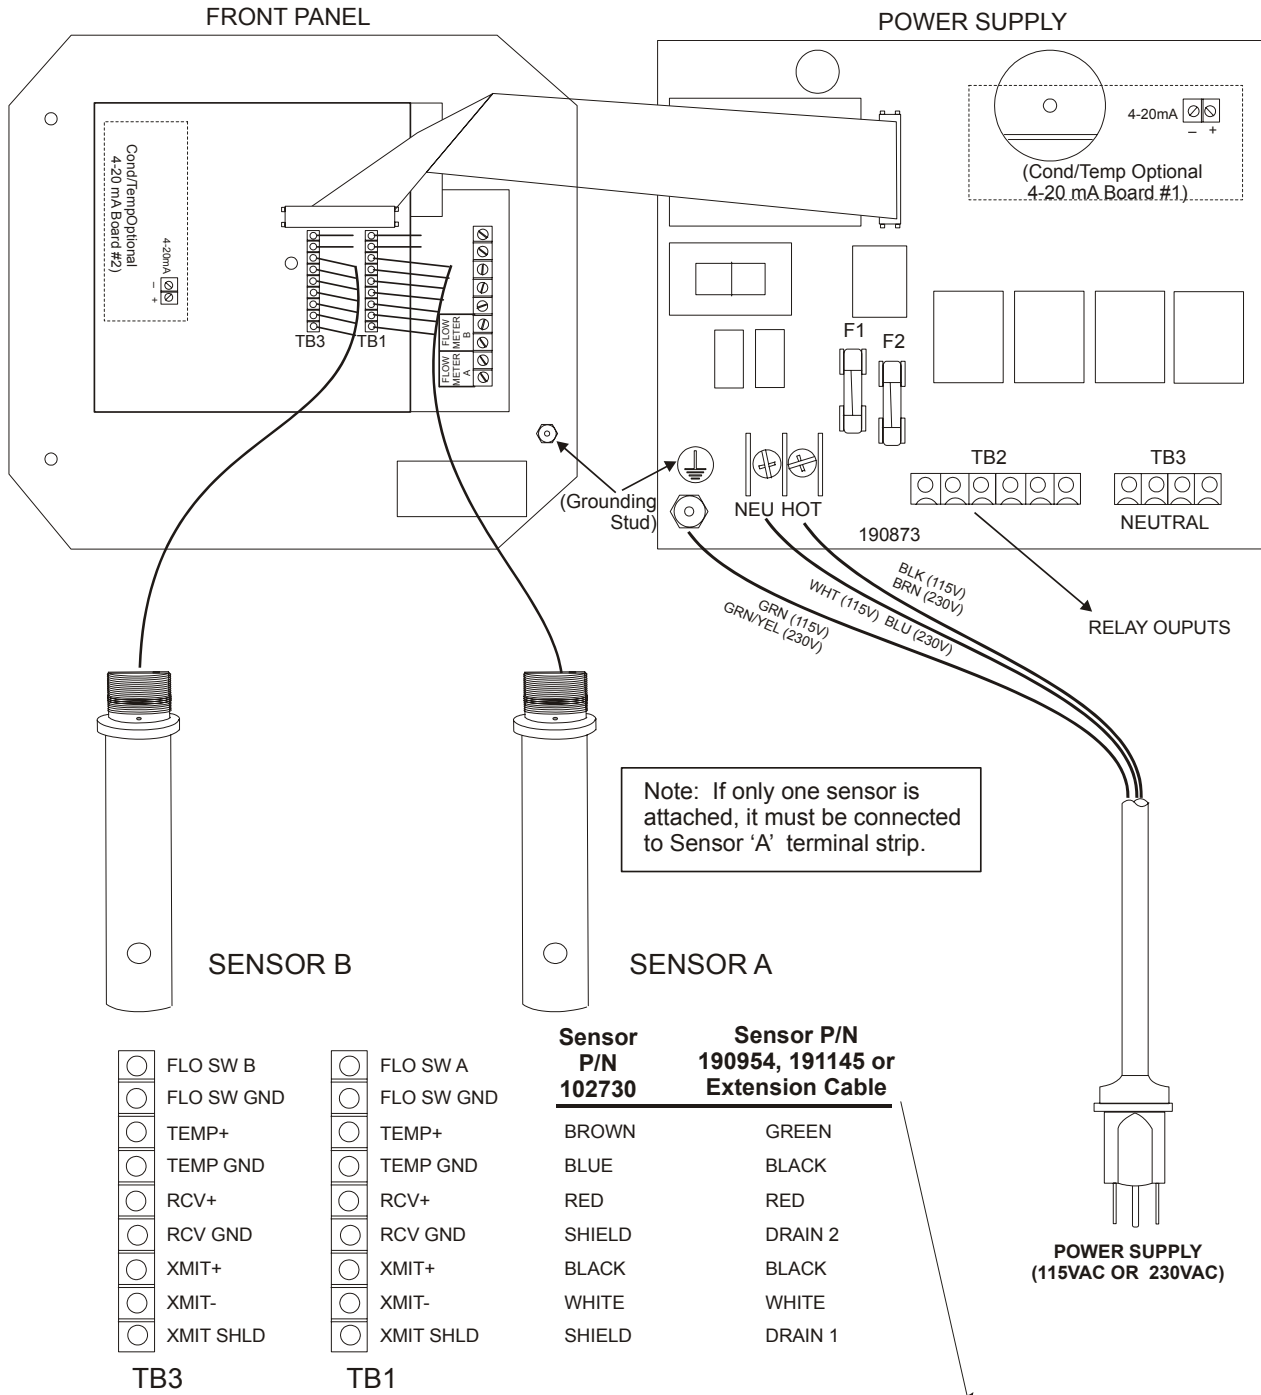 FRONT PANEL
POWER SUPPLY
Cond/TempOptional
4-20 mA Board #2)
4-20mA
– +
4-20mA
– +
(Cond/Temp Optional
4-20 mA Board #1)
TB3
TB1
FLOW
METER
B
FLOW
METER
A
F1
F2
(Grounding
Stud)
NEU HOT
TB2
TB3
NEUTRAL
190873
BLK (115V)
BRN (230V)
WHT (115V) BLU (230V)
GRN (115V)
GRN/YEL (230V)
RELAY OUPUTS
Note: If only one sensor is
attached, it must be connected
to Sensor ‘A’ terminal strip.
SENSOR B
SENSOR A
Sensor
P/N
102730
Sensor P/N
190954, 191145 or
Extension Cable
FLO SW B
FLO SW A
FLO SW GND
FLO SW GND
TEMP+
TEMP+
BROWN
GREEN
TEMP GND
TEMP GND
BLUE
BLACK
RCV+
RCV+
RED
RED
RCV GND
RCV GND
SHIELD
DRAIN 2
XMIT+
XMIT+
BLACK
BLACK
XMIT-
XMIT-
WHITE
WHITE
XMIT SHLD
XMIT SHLD
SHIELD
DRAIN 1
TB3
TB1
POWER SUPPLY
(115VAC OR 230VAC)